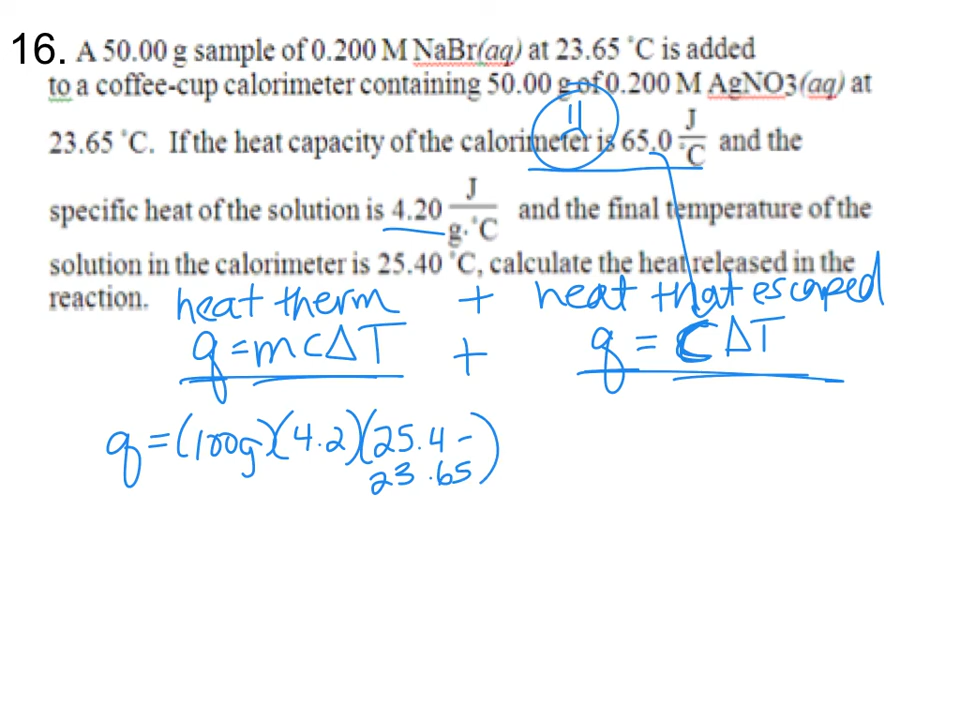 16. A 50.00 g sample of 0.200 M NaBr(aq) at 23.65 °C is added
to a coffee-cup calorimeter containing 50.00 g of 0.200 M AgNO3(aq) at
23.65 °C. If the heat capacity of the calorimeter is 65.0 J/°C and the
specific heat of the solution is 4.20 J/g·°C and the final temperature of the
solution in the calorimeter is 25.40 °C, calculate the heat released in the
reaction.
heat therm + heat that escaped
q = mcΔT + q = CΔT
q = (100g)(4.2)(25.4 -
23.65)